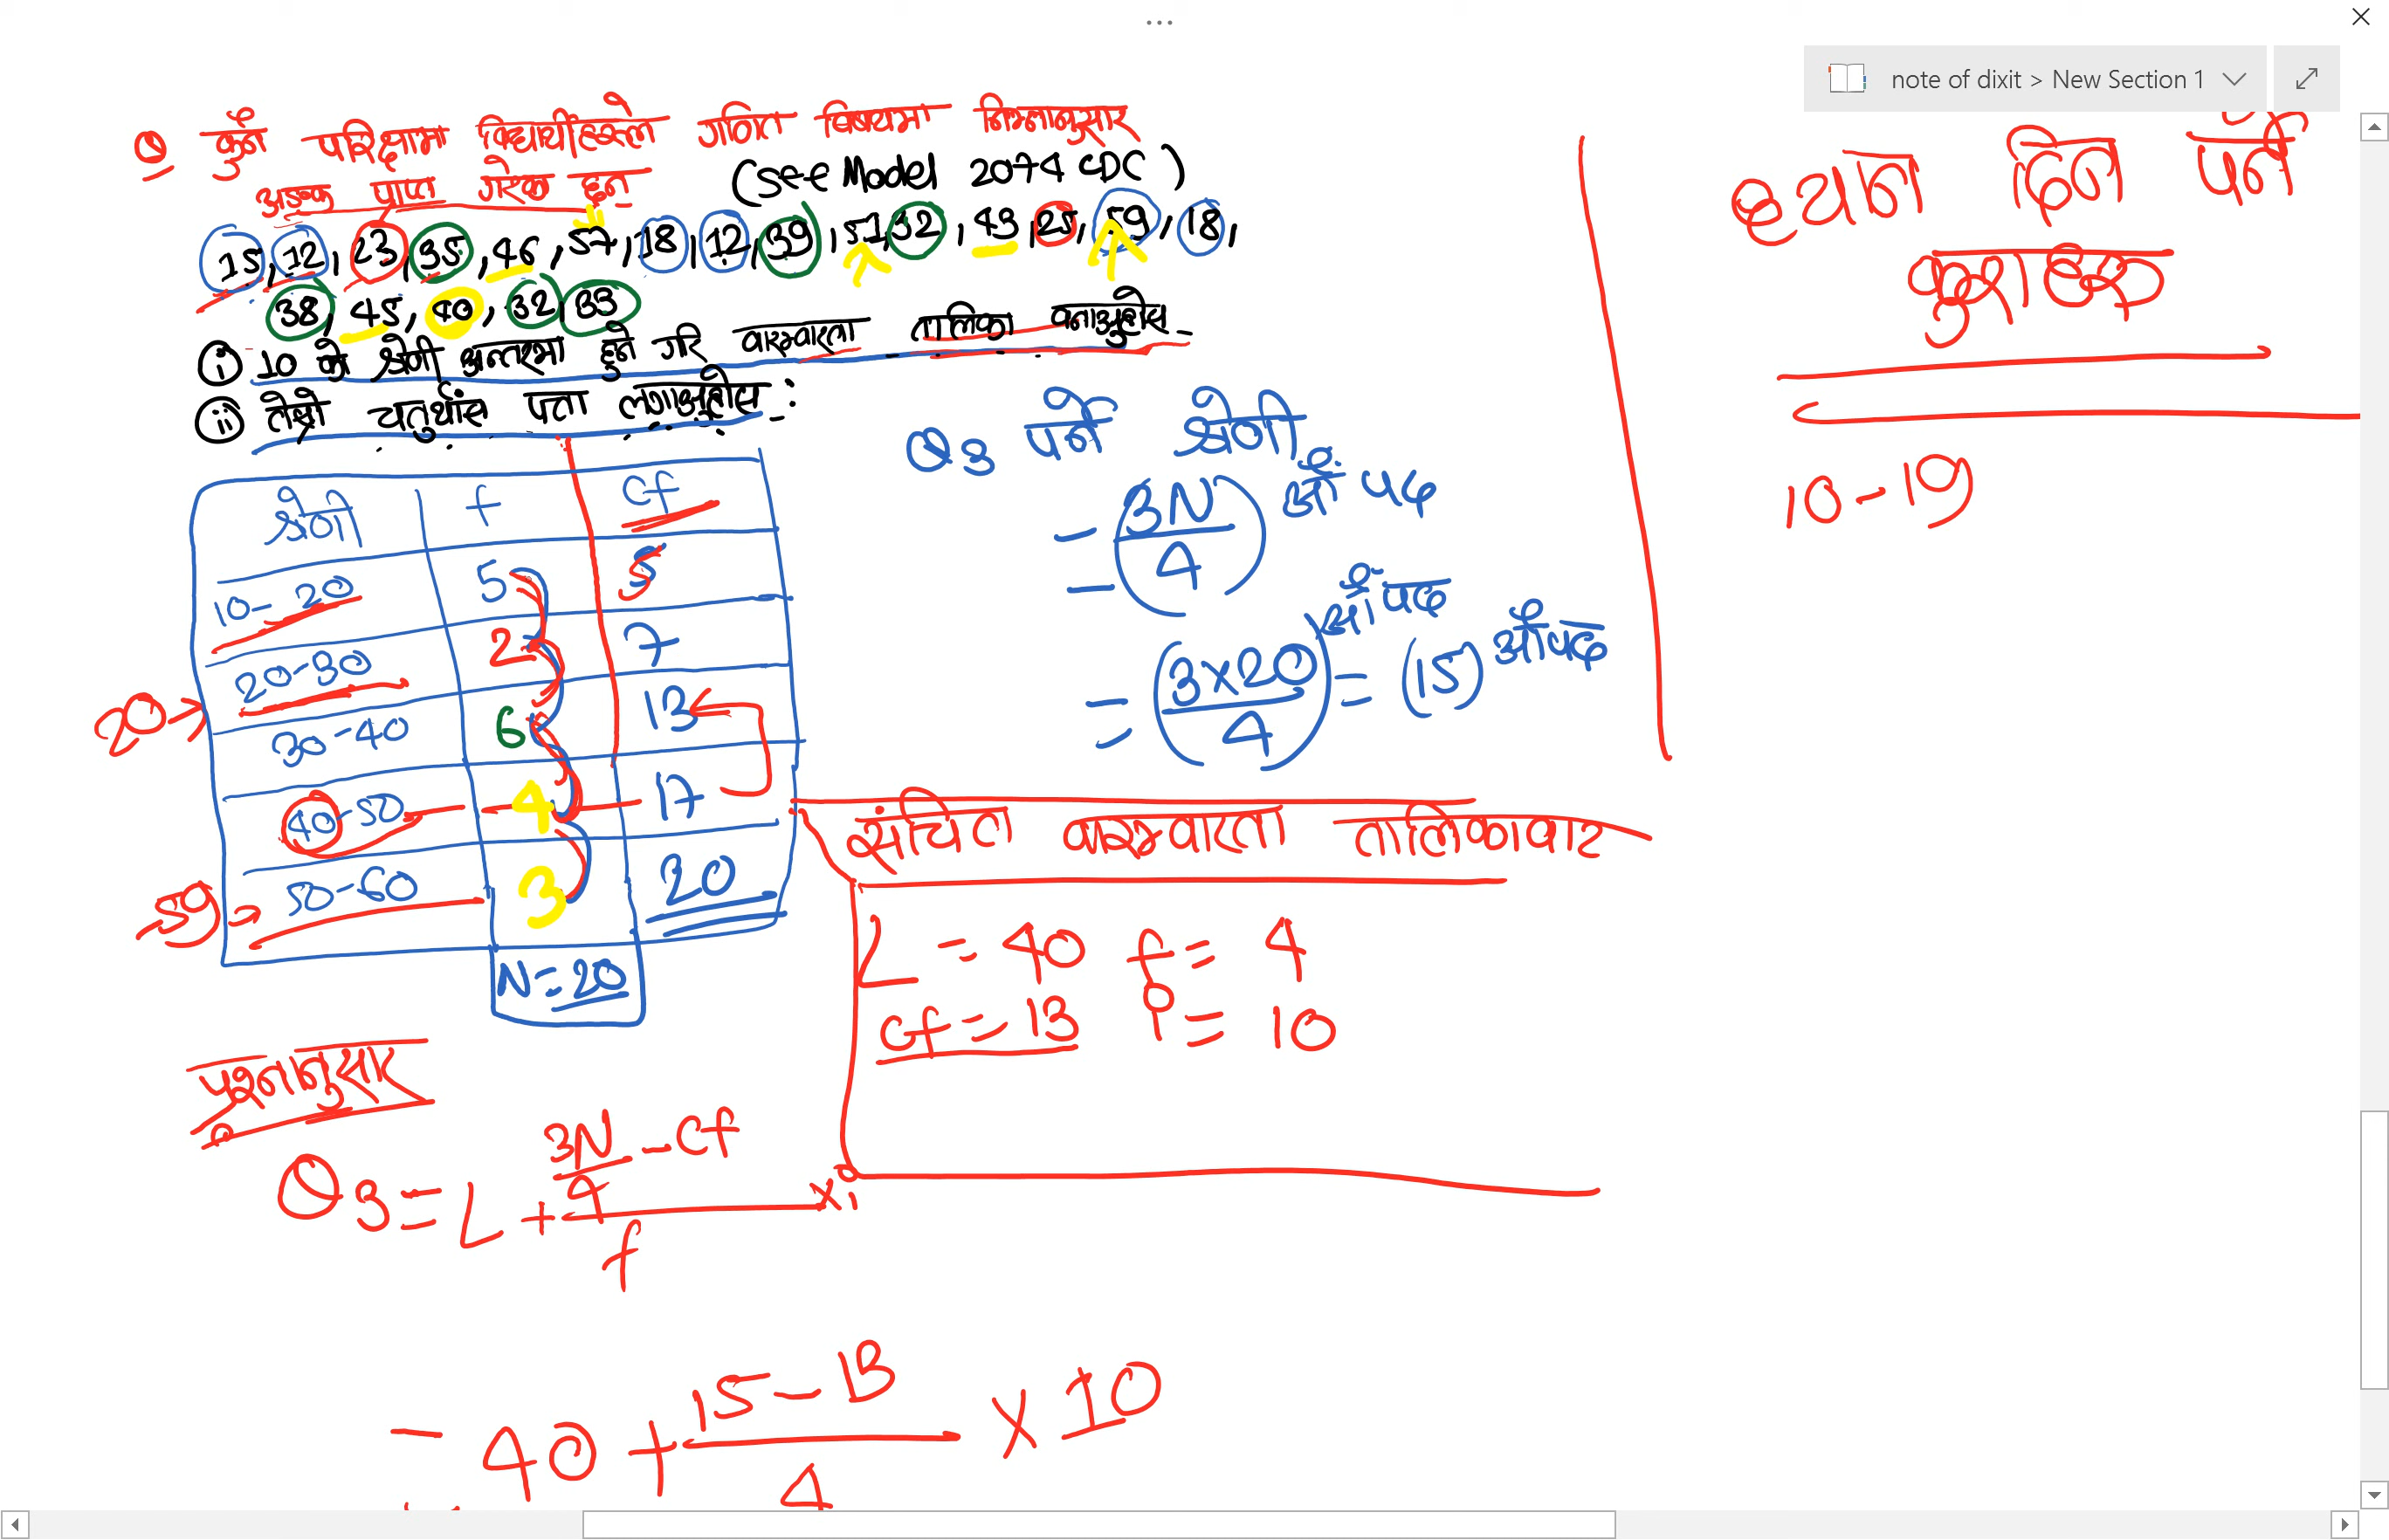 note of dixit > New Section 1
Q. कुनै परिक्षामा विद्यार्थीहरुले गणित विषयमा निम्नानुसार
अङ्क प्राप्त गरेका छन् (see Model 2074 CDC)
15, 12, 23, 35, 46, 57, 18, 12, 39, 51, 32, 43, 25, 59, 18,
38, 45, 40, 32, 33
i 10 को श्रेणी अन्तरमा हुने गरि बारम्बारता तालिका बनाउनुहोस
ii तेस्रो चतुर्थांश पत्ता लगाउनुहोस :
ध्यान दिनु पर्ने
कुराहरु
10-19
श्रेणी f cf
10-20 5 5
20-30 2 7
30-40 6 13
40-50 4 17
50-60 3 20
N=20
20→
59→
Q3 पर्ने श्रेणी
= (3N/4) औं पद
= (3×20/4) औं पद = (15) औं पद
संचित बारम्बारता तालिकाबाट
L = 40 f = 4
cf = 13 i = 10
प्रश्नानुसार
Q3 = L + (3N/4 - cf)/f × i
= 40 + (15-13)/4 × 10